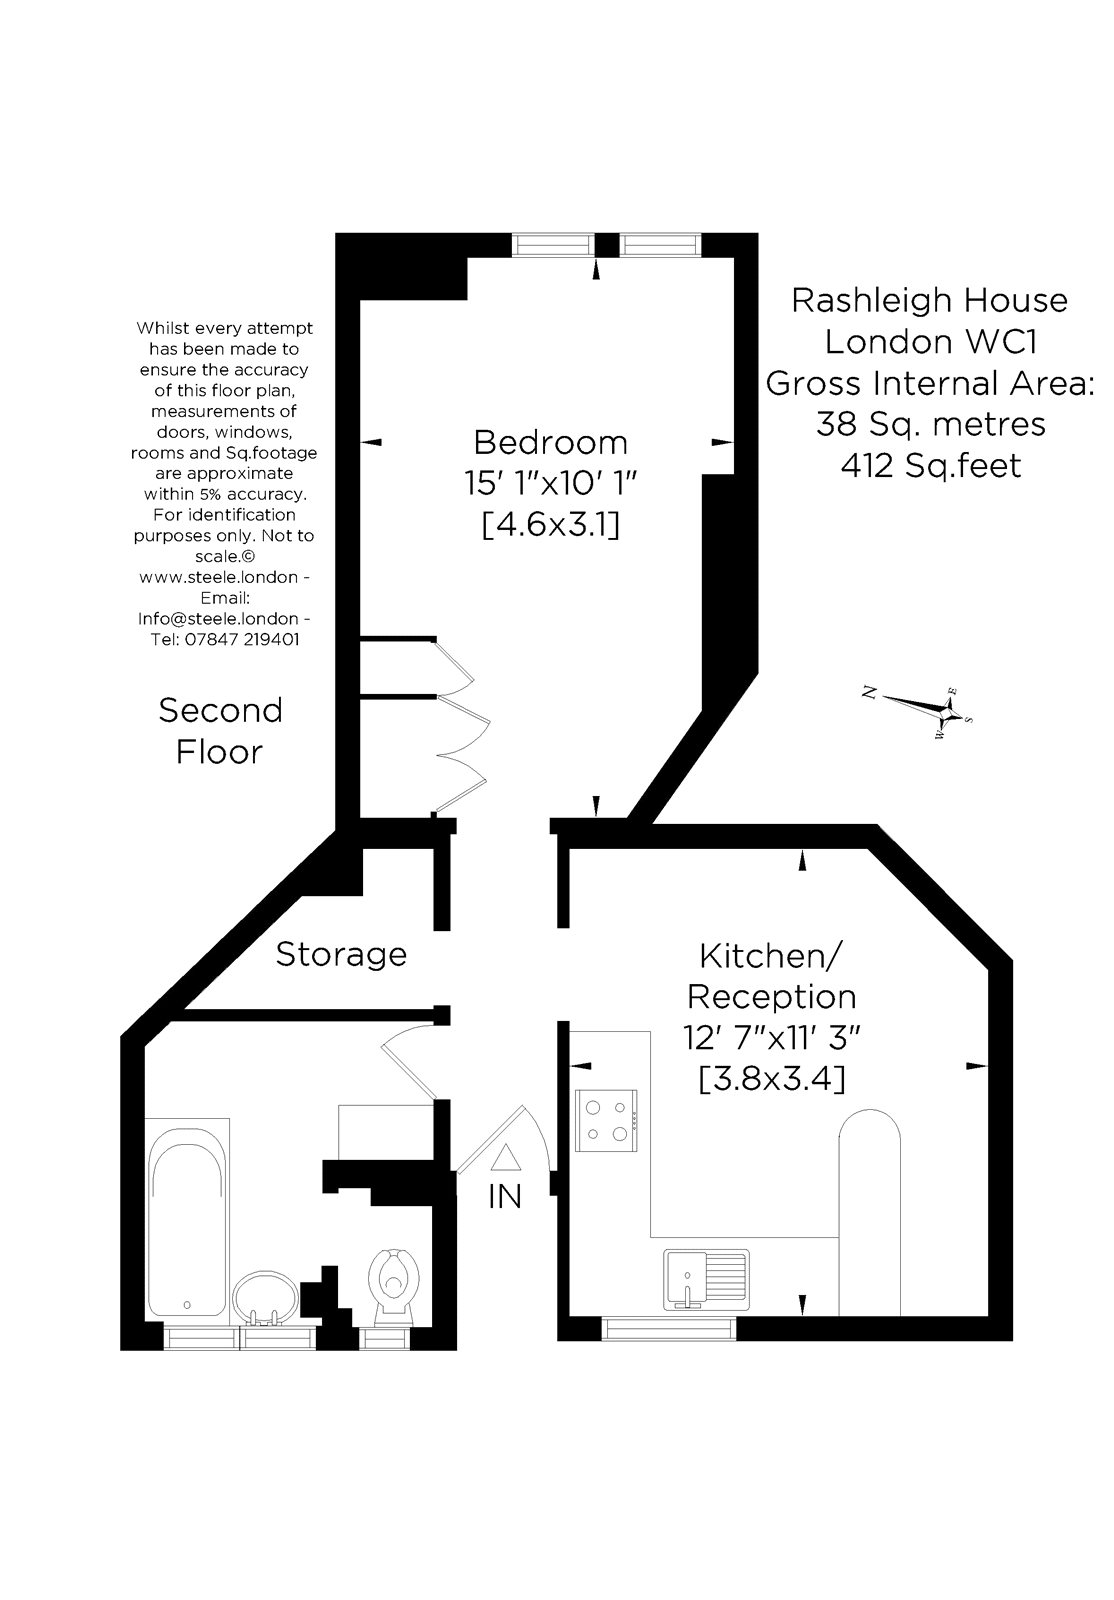 Rashleigh House
London WC1
Gross Internal Area:
38 Sq. metres
412 Sq.feet
Whilst every attempt
has been made to
ensure the accuracy
of this floor plan,
measurements of
doors, windows,
rooms and Sq.footage
are approximate
within 5% accuracy.
For identification
purposes only. Not to
scale.©
www.steele.london -
Email:
Info@steele.london -
Tel: 07847 219401
Second
Floor
Bedroom
15' 1"x10' 1"
[4.6x3.1]
N
E
S
W
Storage
Kitchen/
Reception
12' 7"x11' 3"
[3.8x3.4]
IN